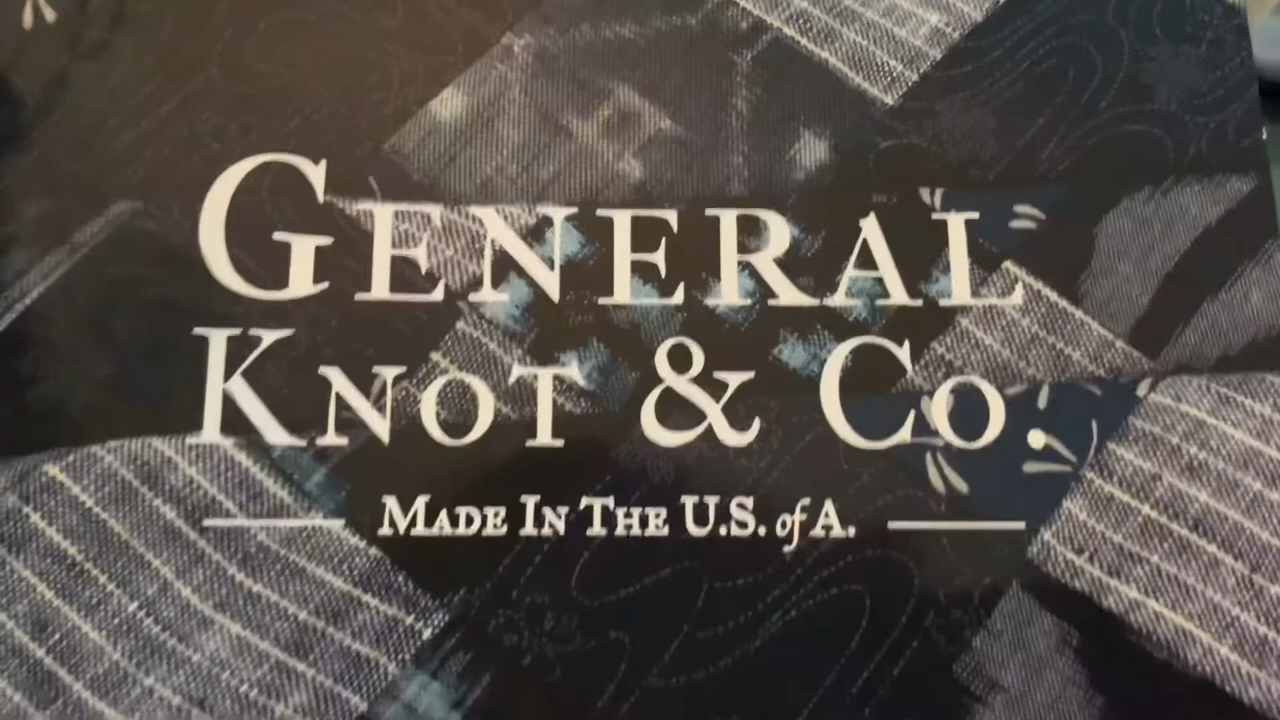 General
Knot & Co.
Made In The U.S. of A.